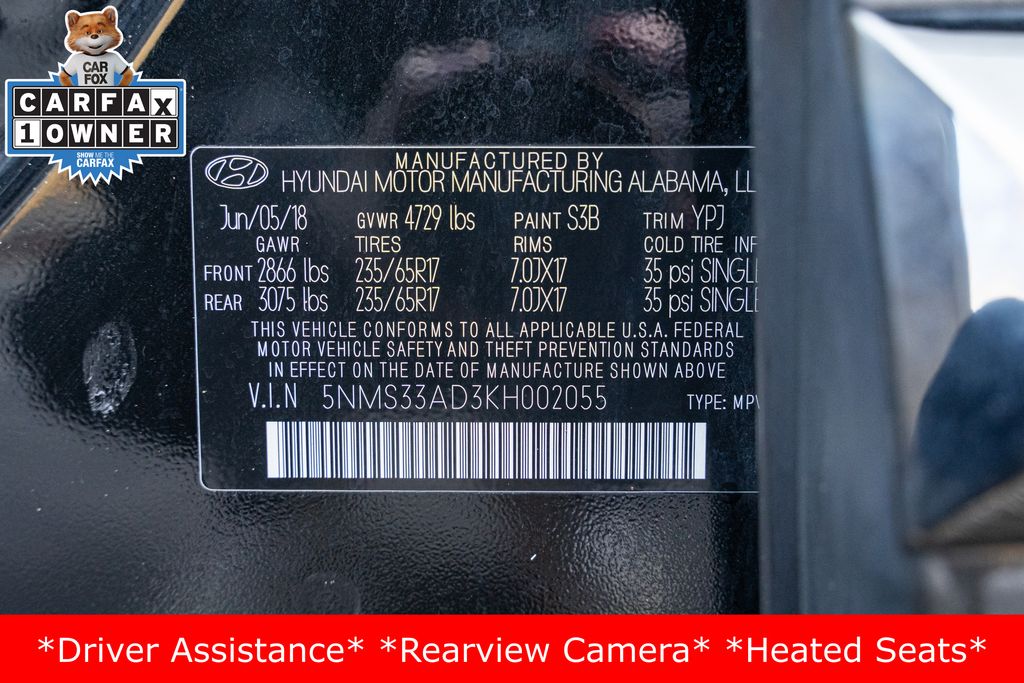 CAR
FOX
CARFAX
1 OWNER
SHOW ME THE
CARFAX
MANUFACTURED BY
HYUNDAI MOTOR MANUFACTURING ALABAMA, LL
Jun/05/18 GVWR 4729 lbs PAINT S3B TRIM YPJ
GAWR TIRES RIMS COLD TIRE INF
FRONT 2866 lbs 235/65R17 7.0JX17 35 psi SINGLE
REAR 3075 lbs 235/65R17 7.0JX17 35 psi SINGL
THIS VEHICLE CONFORMS TO ALL APPLICABLE U.S.A. FEDERAL
MOTOR VEHICLE SAFETY AND THEFT PREVENTION STANDARDS
IN EFFECT ON THE DATE OF MANUFACTURE SHOWN ABOVE
V.I.N 5NMS33AD3KH002055 TYPE: MPV
*Driver Assistance* *Rearview Camera* *Heated Seats*